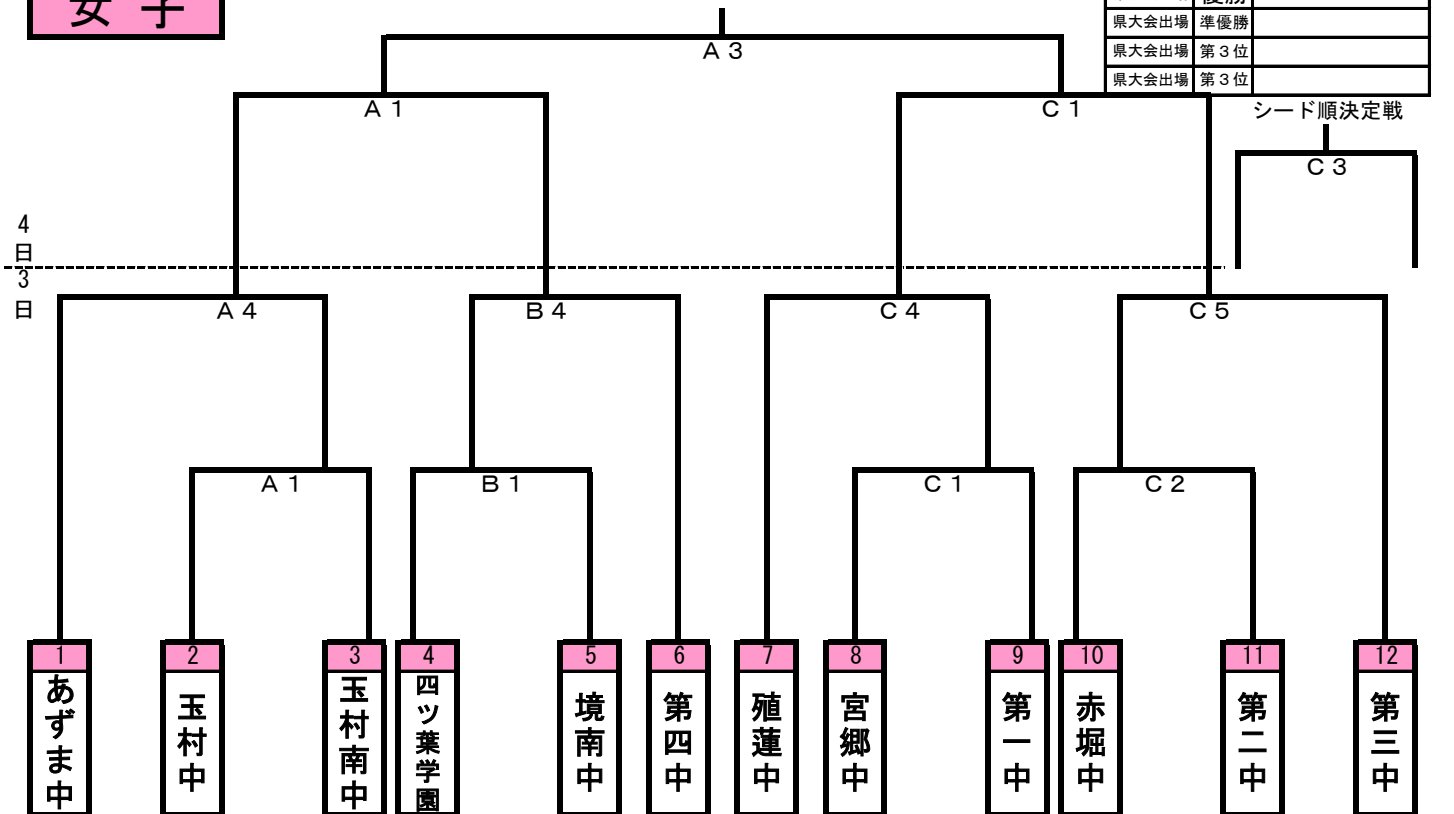 女子
優勝
県大会出場 準優勝
県大会出場 第3位
県大会出場 第3位
A3
A1
C1
シード順決定戦
C3
4日
3日
A4
B4
C4
C5
A1
B1
C1
C2
1
2
3
4
5
6
7
8
9
10
11
12
あずま中
玉村中
玉村南中
四ツ葉学園
境南中
第四中
殖蓮中
宮郷中
第一中
赤堀中
第二中
第三中